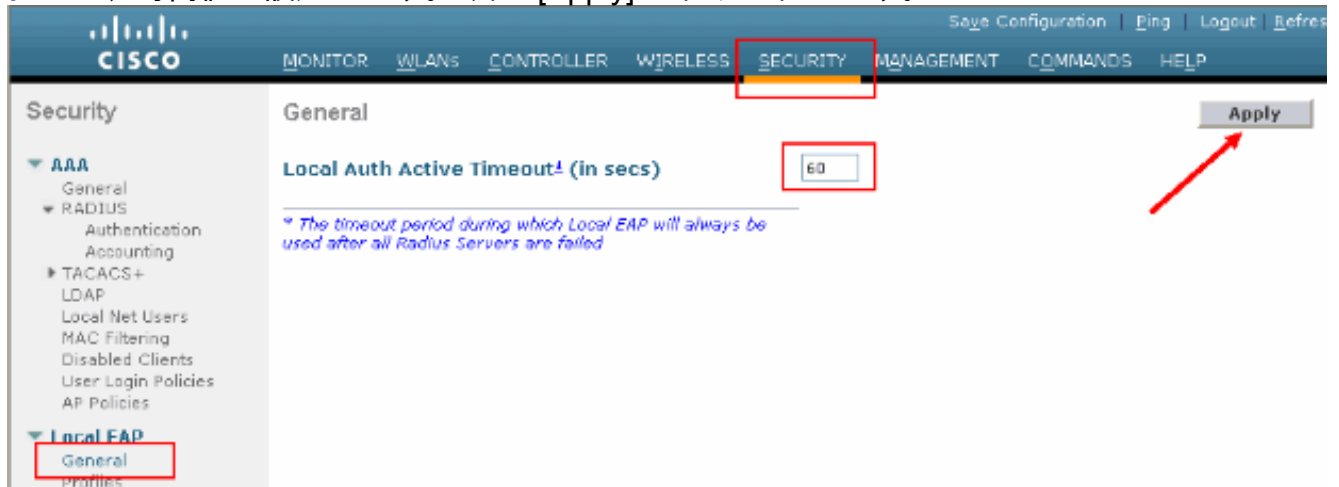 [Apply]
Save Configuration | Ping | Logout | Refres
CISCO
MONITOR WLANs CONTROLLER WIRELESS SECURITY MANAGEMENT COMMANDS HELP
Security
General
Apply
AAA
General
RADIUS
Authentication
Accounting
TACACS+
LDAP
Local Net Users
MAC Filtering
Disabled Clients
User Login Policies
AP Policies
Local EAP
General
Profiles
Local Auth Active Timeout¹ (in secs) 60
* The timeout period during which Local EAP will always be
used after all Radius Servers are failed